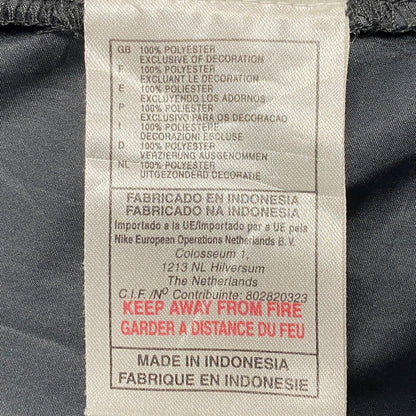 GB 100% POLYESTER
EXCLUSIVE OF DECORATION
F 100% POLYESTER
EXCLUANT LE DECORATION
E 100% POLIESTER
EXCLUYENDO LOS ADORNOS
P 100% POLIESTER
EXCLUSIVO PARA OS DECORACAO
I 100% POLIESTERE
DECORAZIONI ESCLUSE
D 100% POLYESTER
VERZIERUNG AUSGENOMMEN
NL 100% POLYESTER
UITGEZONDERD DECORATIE
FABRICADO EN INDONESIA
FABRICADO NA INDONESIA
Importado a la UE/Importado par a UE pela
Nike European Operations Netherlands B.V.
Colosseum 1,
1213 NL Hilversum
The Netherlands
C.I.F./Nº Contribuinte: 802820323
KEEP AWAY FROM FIRE
GARDER A DISTANCE DU FEU
MADE IN INDONESIA
FABRIQUE EN INDONESIE